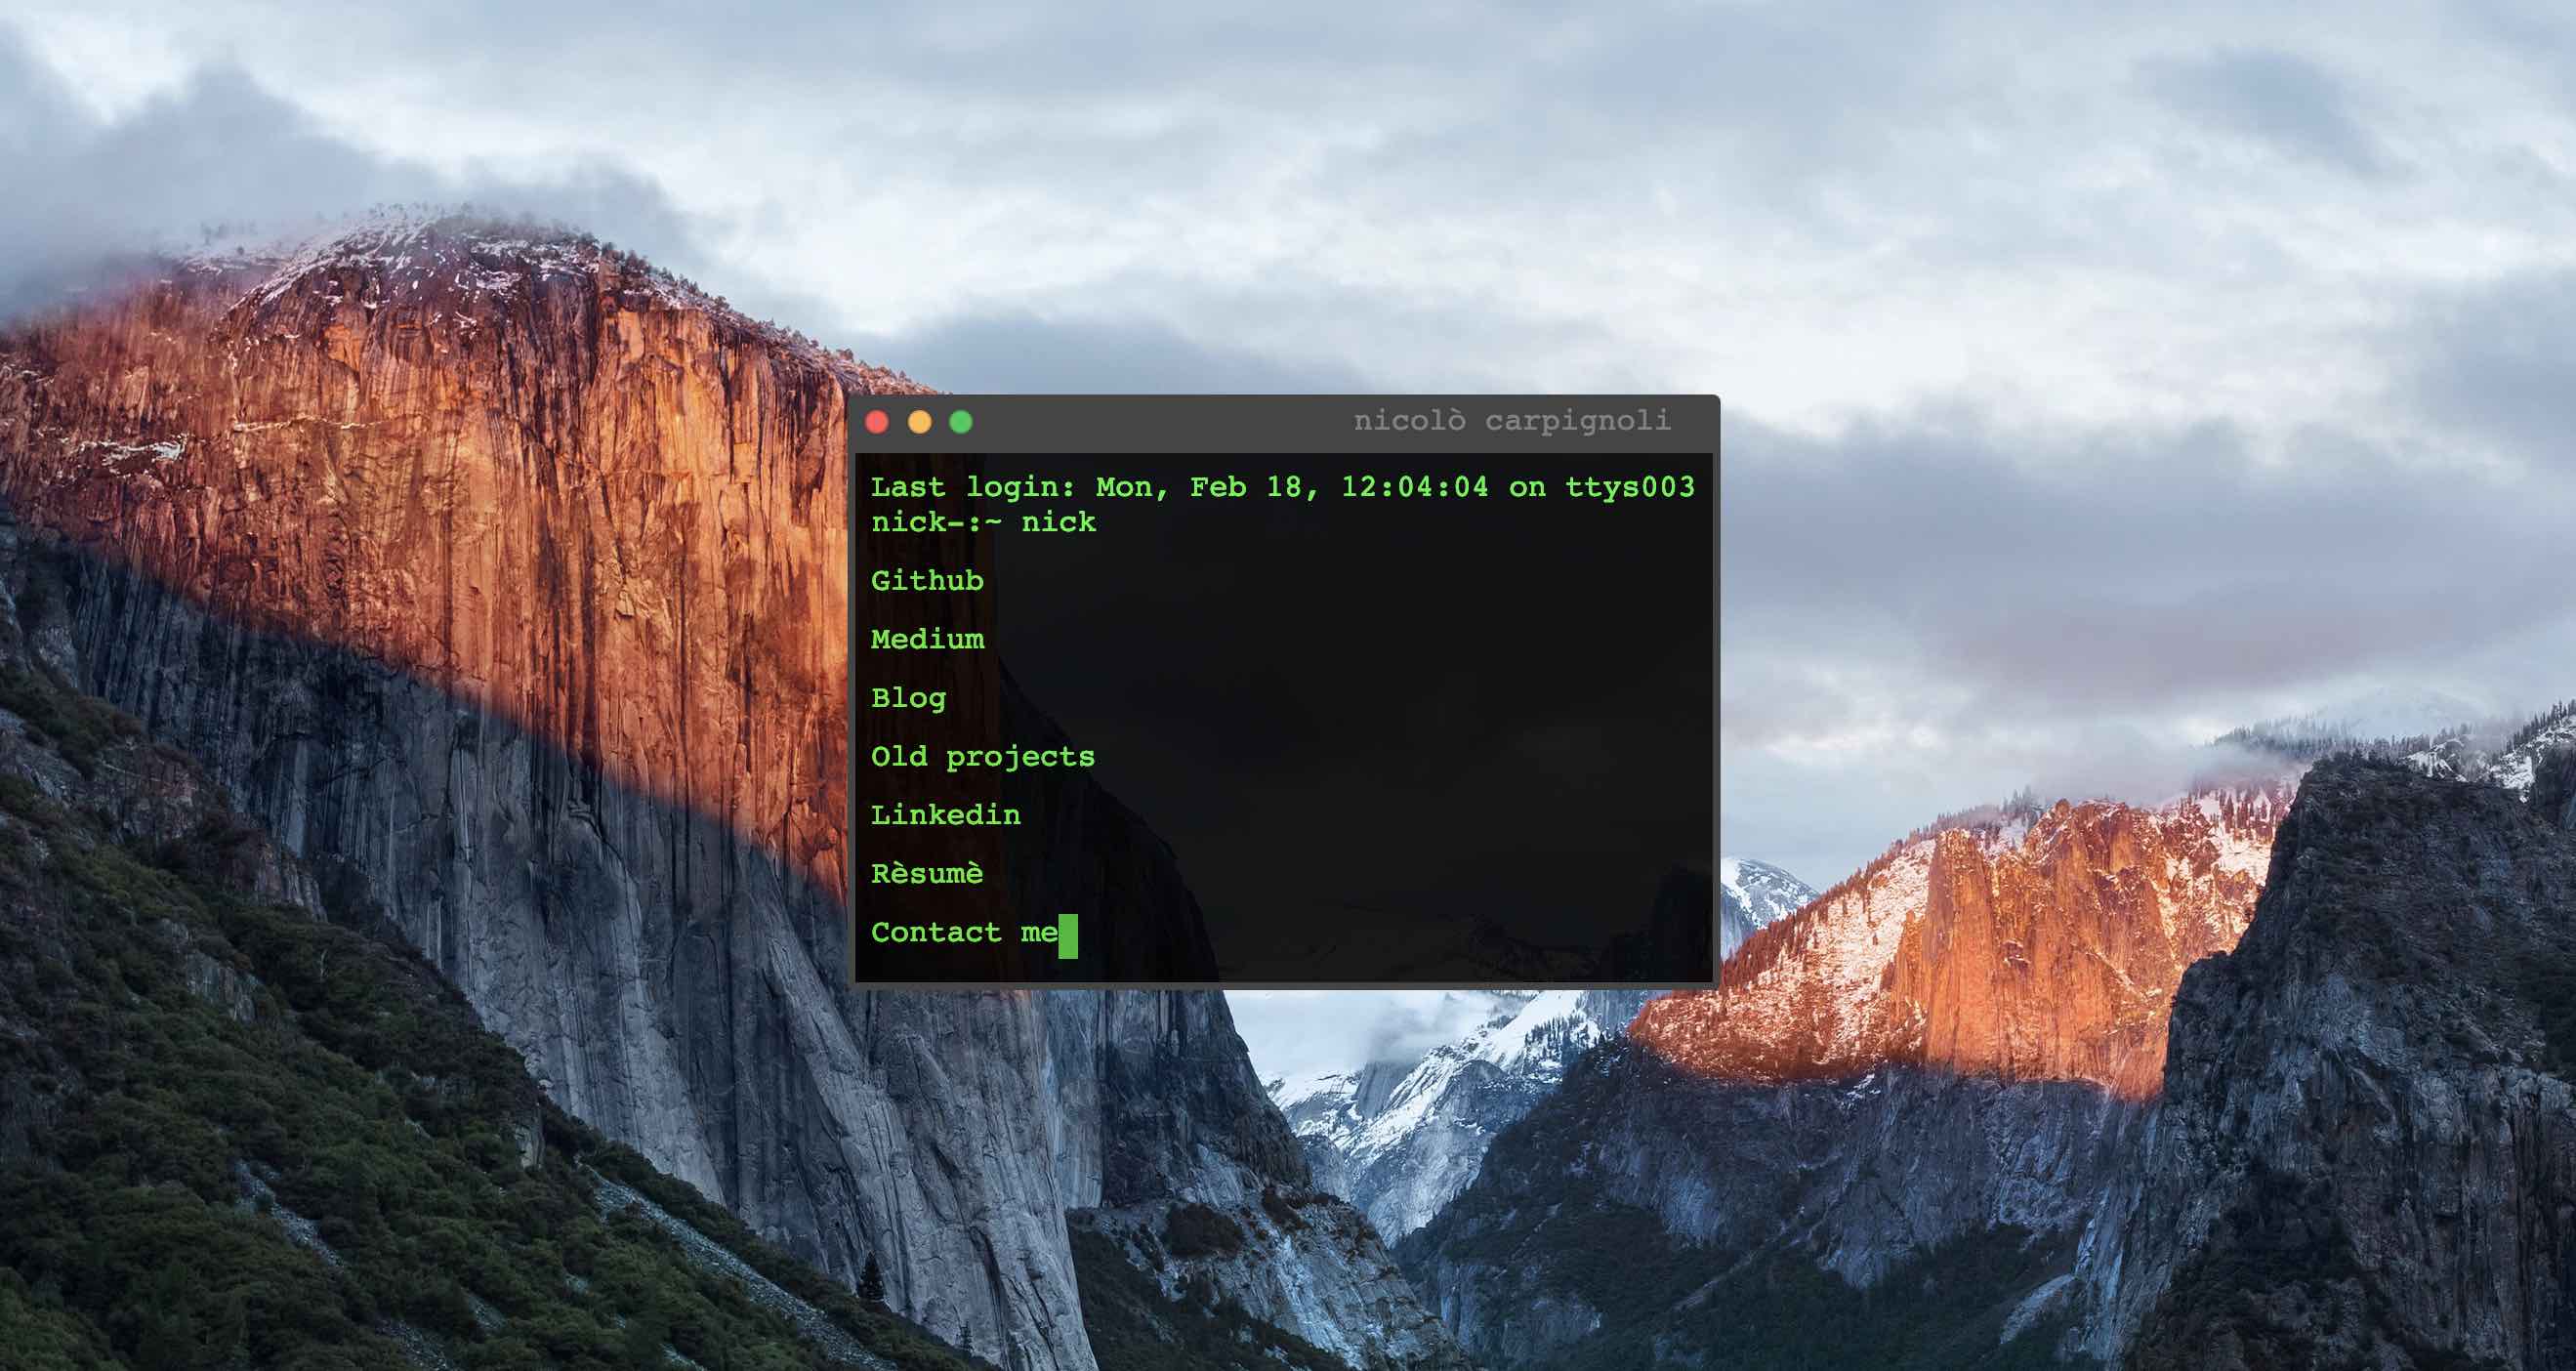 nicolò carpignoli
Last login: Mon, Feb 18, 12:04:04 on ttys003
nick-:~ nick
Github
Medium
Blog
Old projects
Linkedin
Rèsumè
Contact me